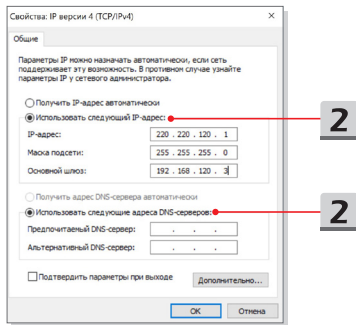 Свойства: IP версии 4 (TCP/IPv4)
Общие
Параметры IP можно назначать автоматически, если сеть
поддерживает эту возможность. В противном случае узнайте
параметры IP у сетевого администратора.
Получить IP-адрес автоматически
Использовать следующий IP-адрес:
2
IP-адрес: 220 . 220 . 120 . 1
Маска подсети: 255 . 255 . 255 . 0
Основной шлюз: 192 . 168 . 120 . 3
Получить адрес DNS-сервера автоматически
Использовать следующие адреса DNS-серверов:
2
Предпочитаемый DNS-сервер: . . .
Альтернативный DNS-сервер: . . .
Подтвердить параметры при выходе
Дополнительно...
OK Отмена